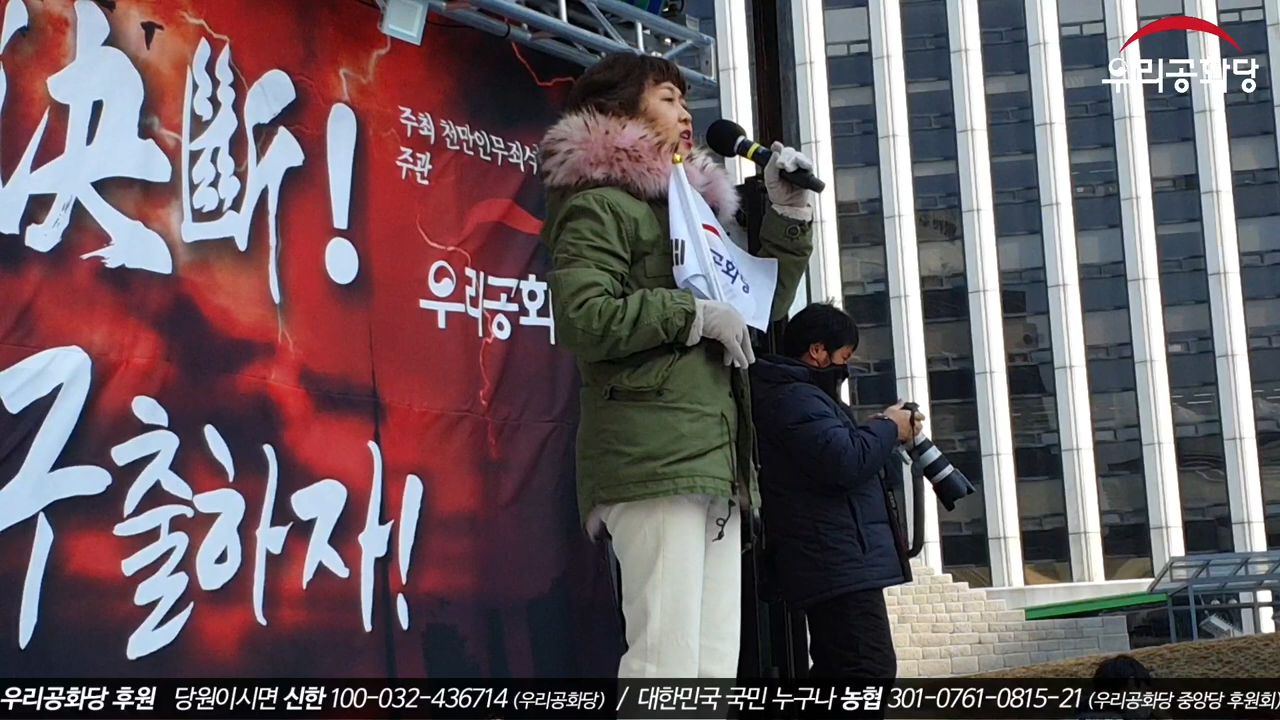 우리공화당
決斷!
주최 천만인무죄석
주관
우리공화
구출하자!
공화당
우리공화당 후원 당원이시면 신한 100-032-436714 (우리공화당) / 대한민국 국민 누구나 농협 301-0761-0815-21 (우리공화당 중앙당 후원회)